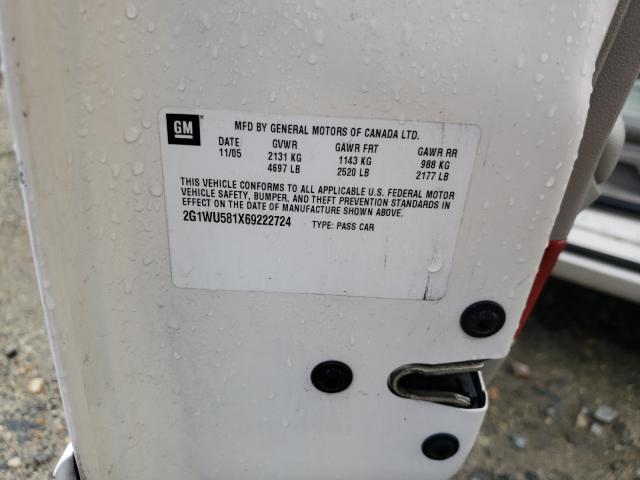 GM
MFD BY GENERAL MOTORS OF CANADA LTD.
DATE GVWR GAWR FRT GAWR RR
11/05 2131 KG 1143 KG 988 KG
4697 LB 2520 LB 2177 LB
THIS VEHICLE CONFORMS TO ALL APPLICABLE U.S. FEDERAL MOTOR
VEHICLE SAFETY, BUMPER, AND THEFT PREVENTION STANDARDS IN
EFFECT ON THE DATE OF MANUFACTURE SHOWN ABOVE.
2G1WU581X69222724 TYPE: PASS CAR